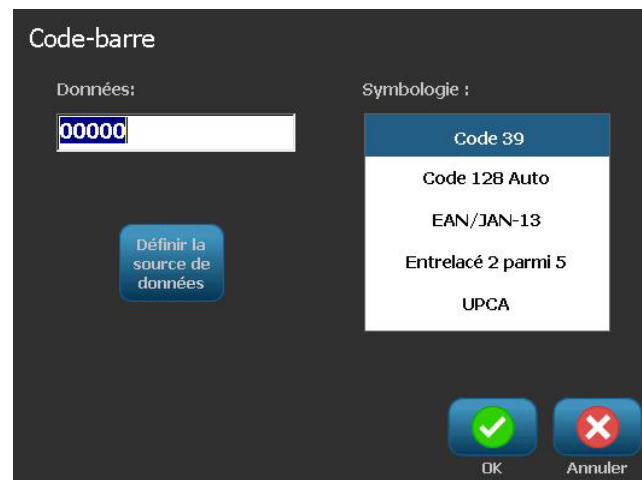 Code-barre
Données:
Symbologie :
00000
Code 39
Code 128 Auto
EAN/JAN-13
Entrelacé 2 parmi 5
UPCA
Définir la
source de
données
OK
Annuler